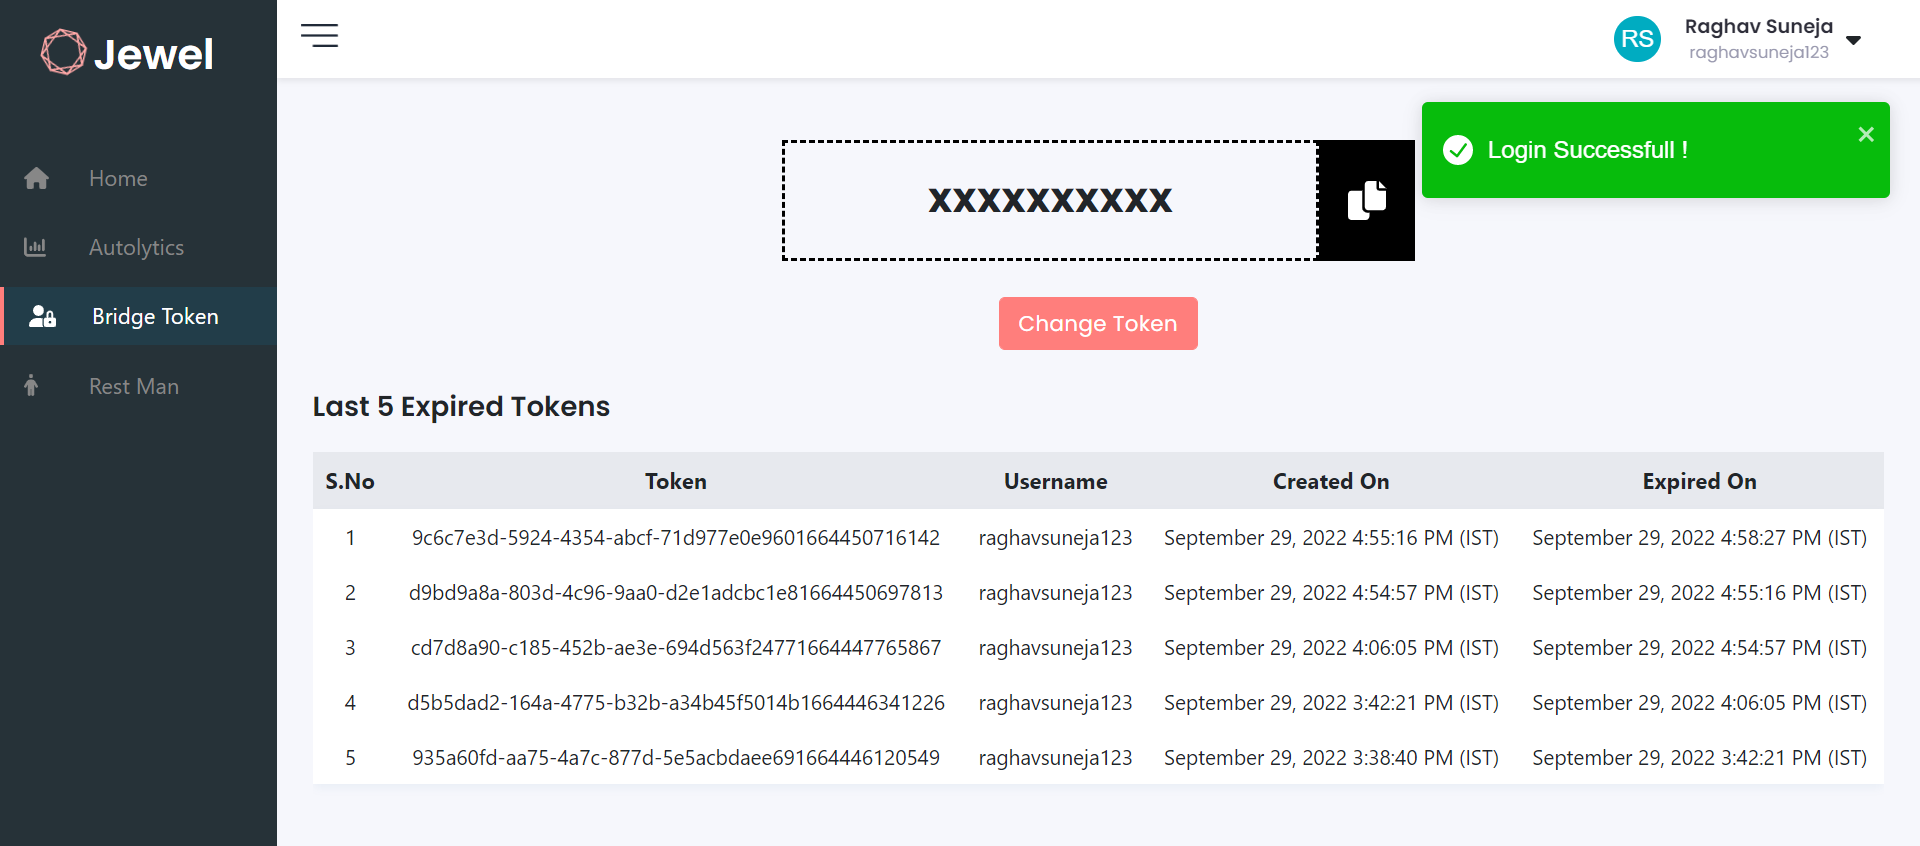 Jewel
Raghav Suneja
RS
raghavsuneja123
Login Successfull !
Home
xxxxxxxxxx
Autolytics
Bridge Token
Change Token
Rest Man
Last 5 Expired Tokens
S.No Token Username Created On Expired On
1 9c6c7e3d-5924-4354-abcf-71d977e0e9601664450716142 raghavsuneja123 September 29, 2022 4:55:16 PM (IST) September 29, 2022 4:58:27 PM (IST)
2 d9bd9a8a-803d-4c96-9aa0-d2e1adcbc1e81664450697813 raghavsuneja123 September 29, 2022 4:54:57 PM (IST) September 29, 2022 4:55:16 PM (IST)
3 cd7d8a90-c185-452b-ae3e-694d563f24771664447765867 raghavsuneja123 September 29, 2022 4:06:05 PM (IST) September 29, 2022 4:54:57 PM (IST)
4 d5b5dad2-164a-4775-b32b-a34b45f5014b1664446341226 raghavsuneja123 September 29, 2022 3:42:21 PM (IST) September 29, 2022 4:06:05 PM (IST)
5 935a60fd-aa75-4a7c-877d-5e5acbdaee691664446120549 raghavsuneja123 September 29, 2022 3:38:40 PM (IST) September 29, 2022 3:42:21 PM (IST)